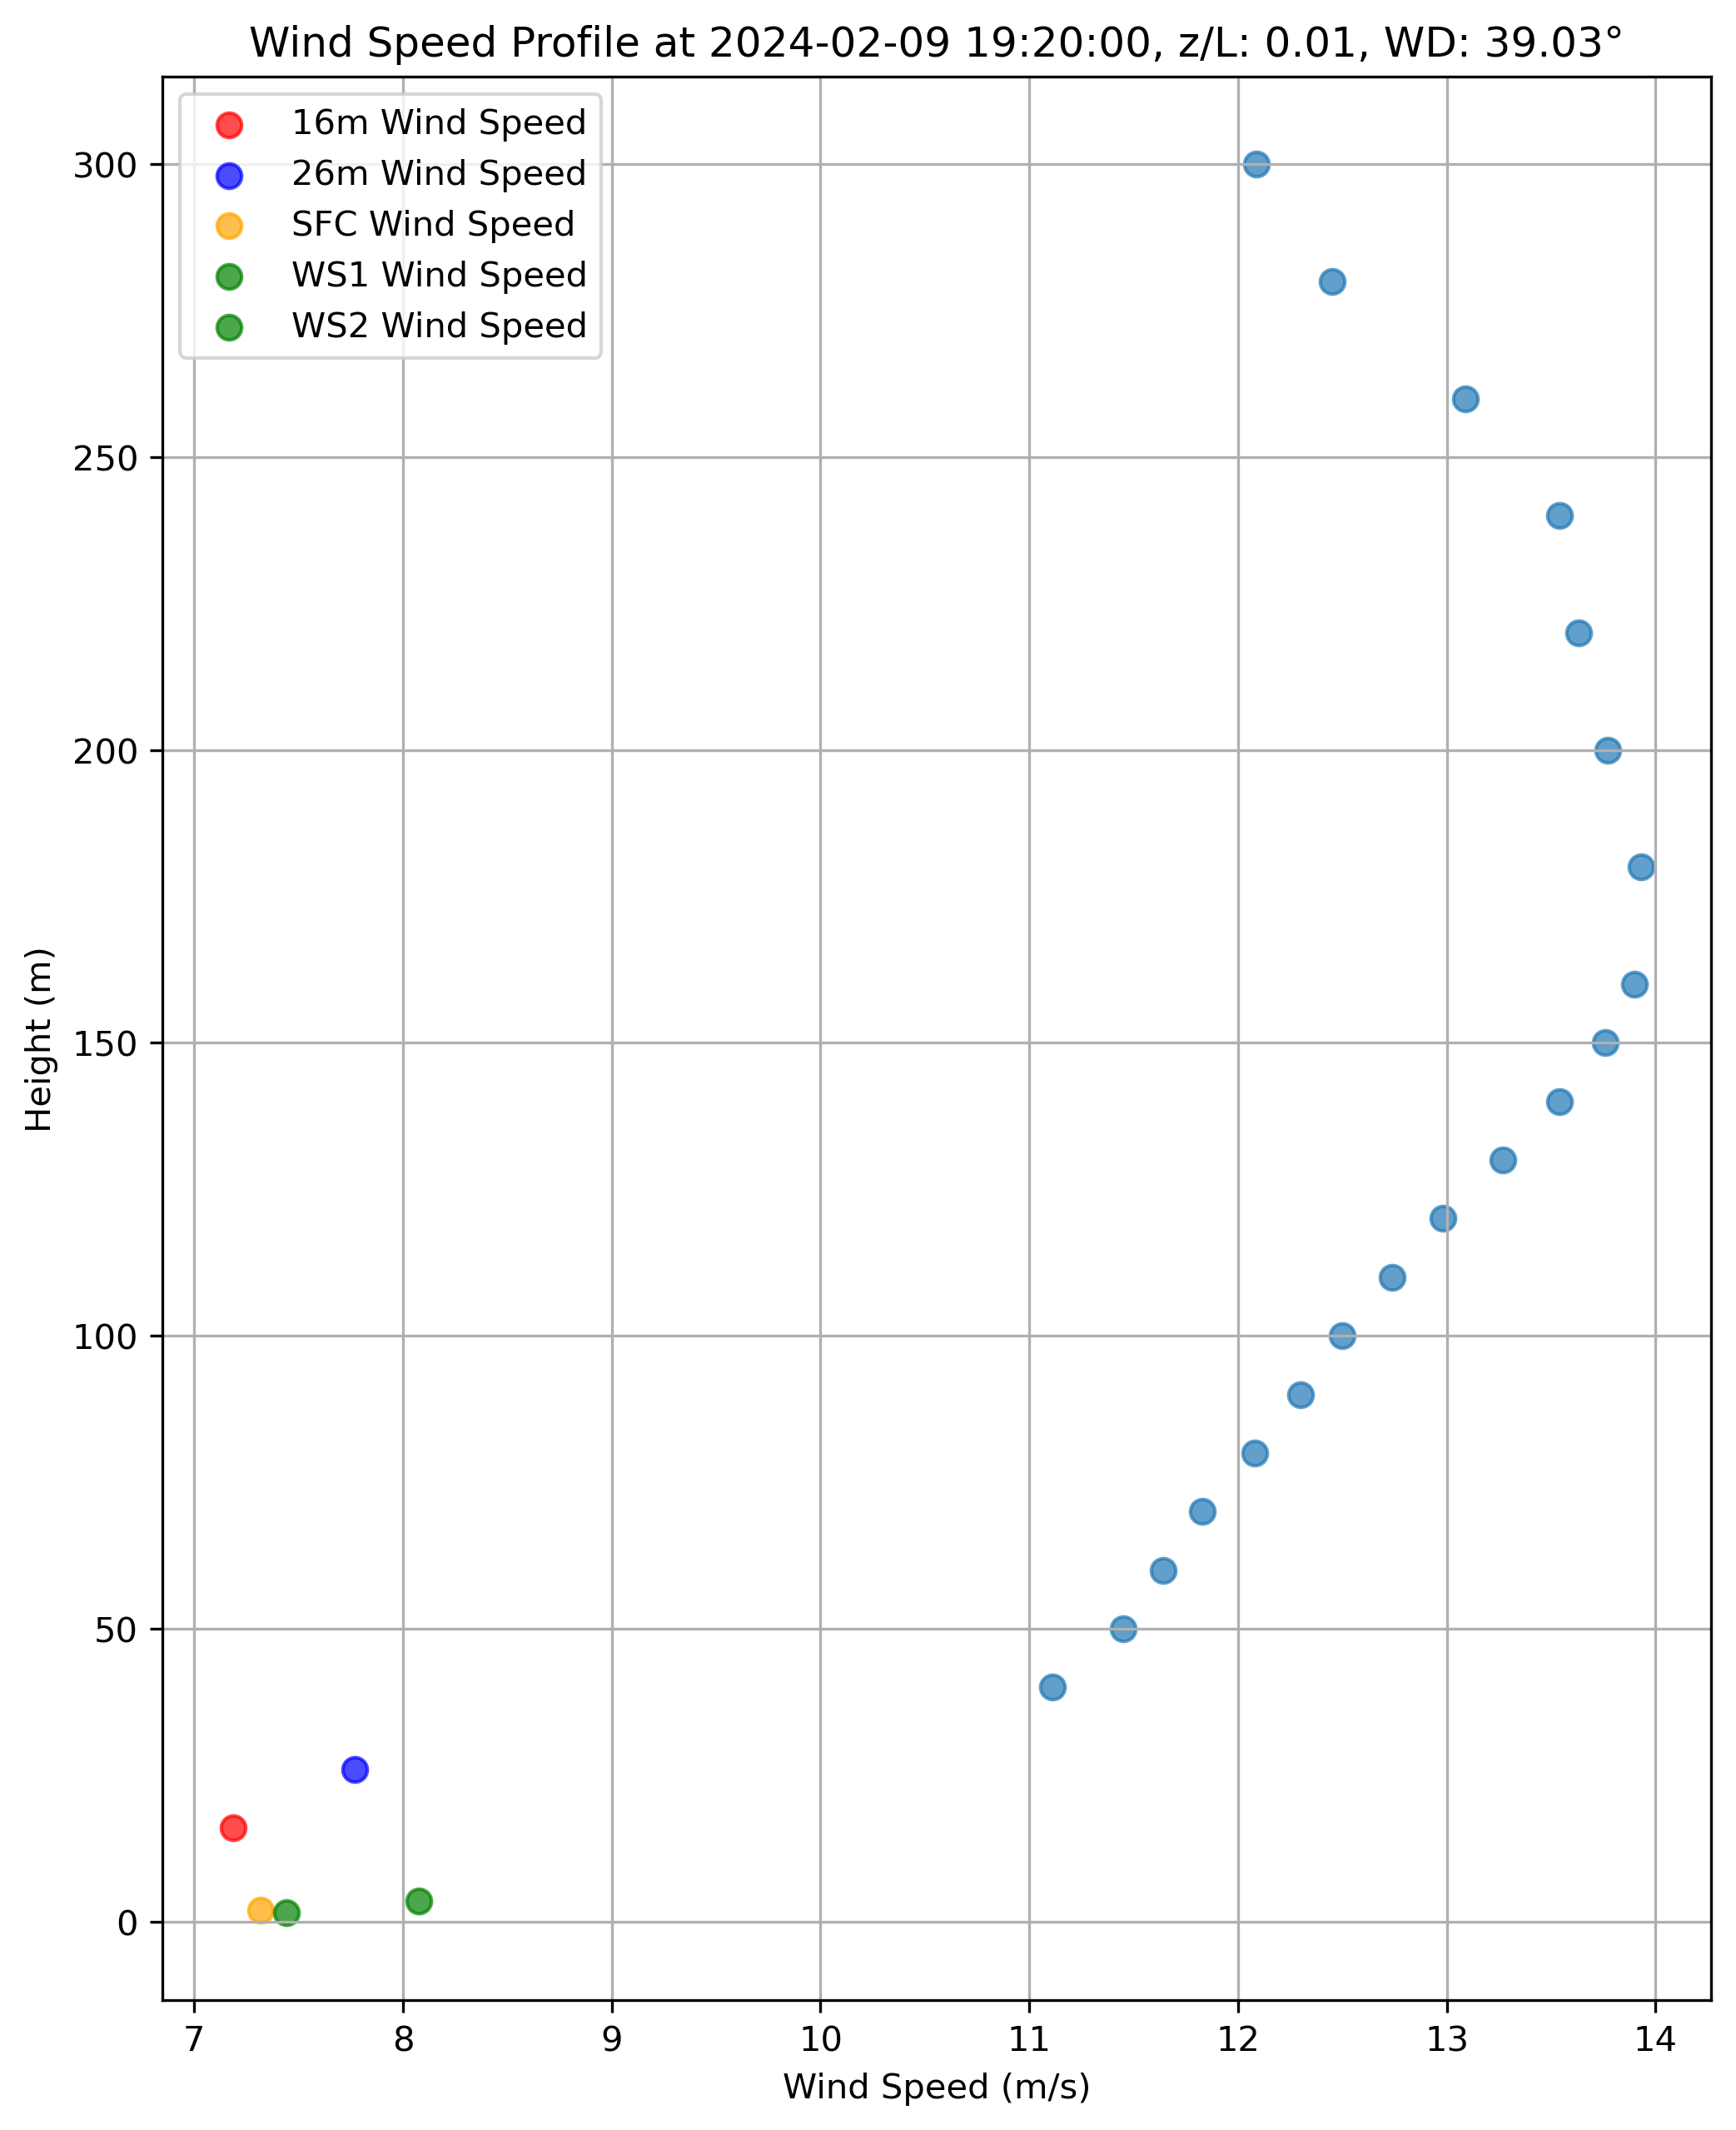 Wind Speed Profile at 2024-02-09 19:20:00, z/L: 0.01, WD: 39.03°
16m Wind Speed
26m Wind Speed
SFC Wind Speed
WS1 Wind Speed
WS2 Wind Speed
300
250
200
150
100
50
0
Height (m)
7 8 9 10 11 12 13 14
Wind Speed (m/s)